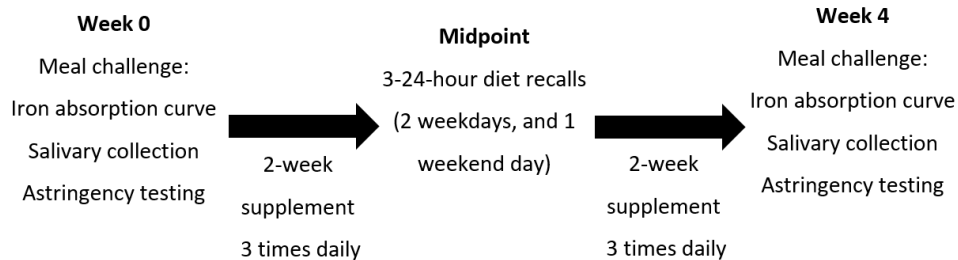 Week 0
Meal challenge:
Iron absorption curve
Salivary collection
Astringency testing
2-week
supplement
3 times daily
Midpoint
3-24-hour diet recalls
(2 weekdays, and 1
weekend day)
2-week
supplement
3 times daily
Week 4
Meal challenge:
Iron absorption curve
Salivary collection
Astringency testing